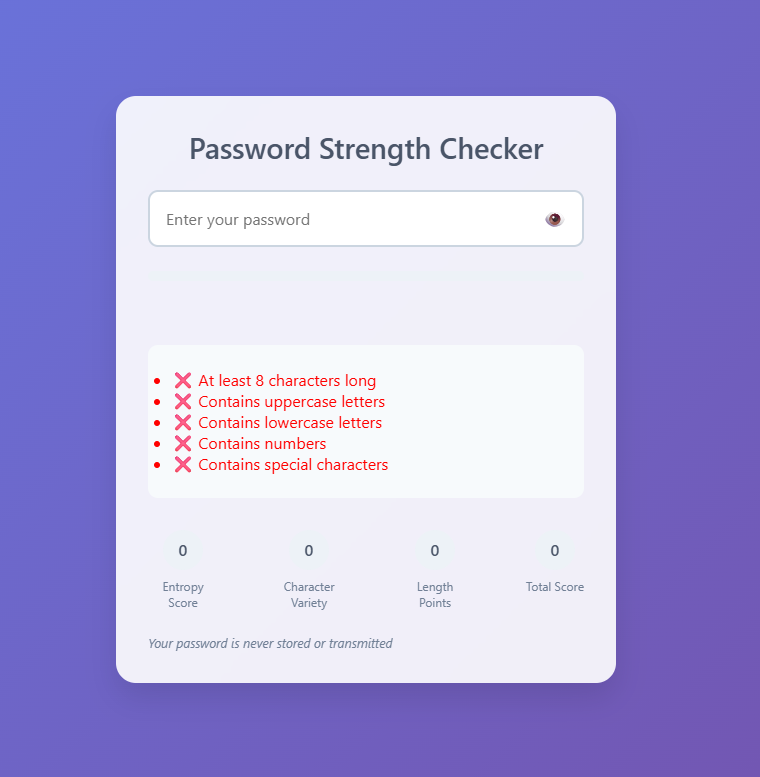 Password Strength Checker
Enter your password
❌ At least 8 characters long
❌ Contains uppercase letters
❌ Contains lowercase letters
❌ Contains numbers
❌ Contains special characters
0 0 0 0
Entropy Score
Character Variety
Length Points
Total Score
Your password is never stored or transmitted